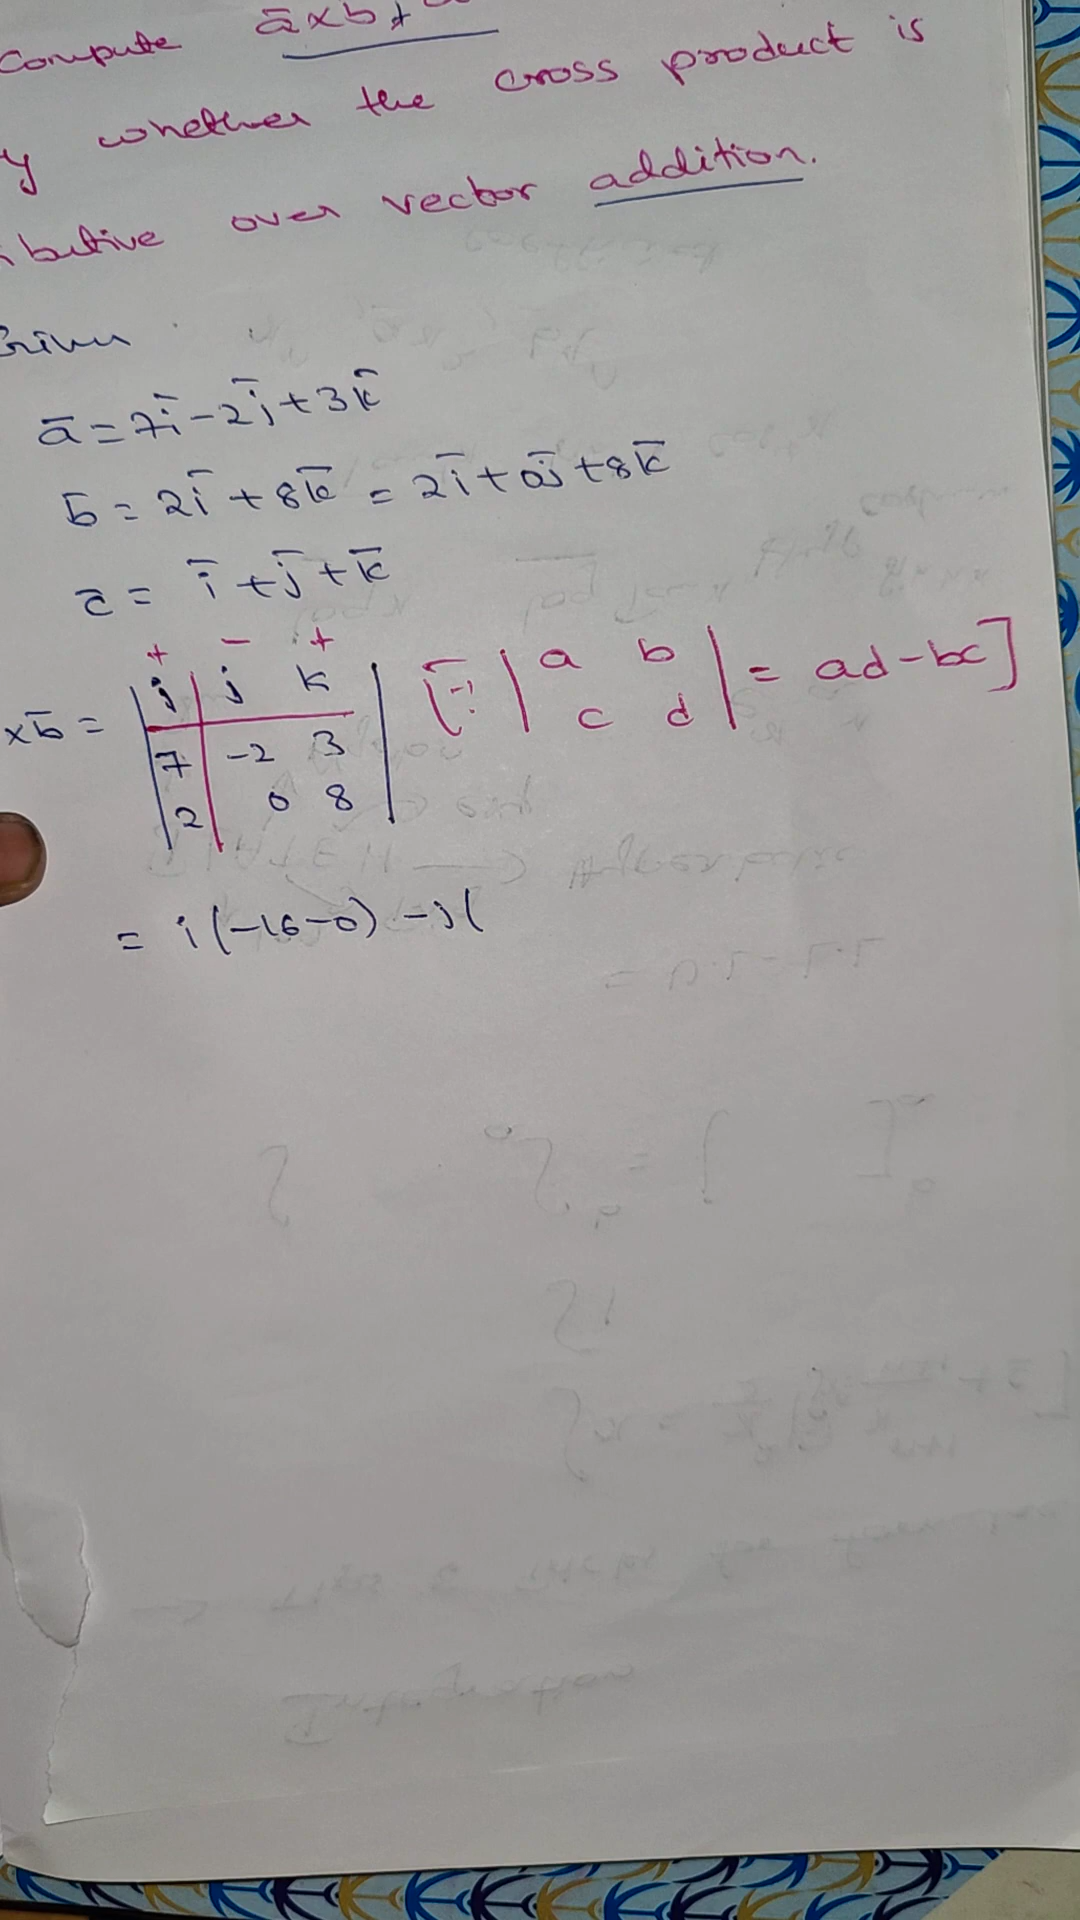 Compute ā×b̄+
y whether the cross product is
ibutive over vector addition.
Given
ā = 7ī - 2j̄ + 3k̄
b̄ = 2ī + 8k̄ = 2ī + 0j̄ + 8k̄
c̄ = ī + j̄ + k̄
+ - +
×b̄ = | i j k | [∵ | a b | = ad - bc]
| 7 -2 3 | | c d |
| 2 0 8 |
= i(-16-0) -j(